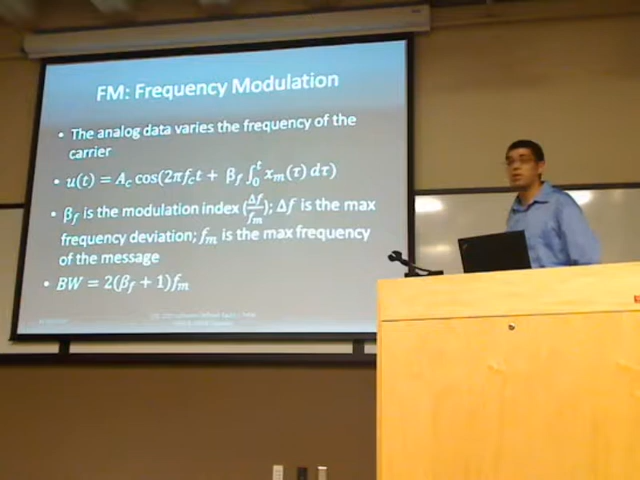 FM: Frequency Modulation
• The analog data varies the frequency of the
carrier
• u(t) = A_c cos(2πf_c t + β_f ∫_0^t x_m(τ) dτ)
• β_f is the modulation index (Δf/f_m); Δf is the max
frequency deviation; f_m is the max frequency
of the message
• BW = 2(β_f + 1)f_m